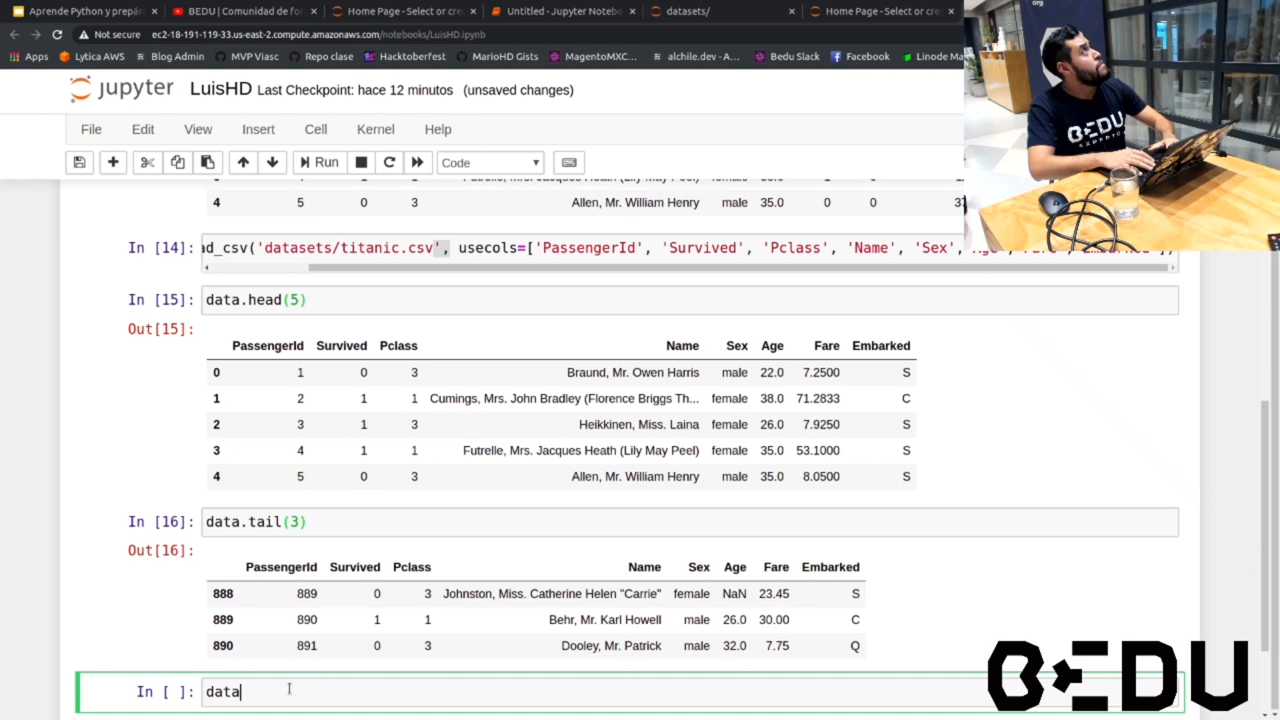 Aprende Python y prepár
BEDU | Comunidad de for
Home Page - Select or cre
Untitled - Jupyter Notebo
datasets/
Home Page - Select or cre
Not secure ec2-18-191-119-33.us-east-2.compute.amazonaws.com/notebooks/LuisHD.ipynb
Apps Lytica AWS Blog Admin MVP View Repo clase Hacktoberfest MarioHD Gists MagentoMXC... alchile.dev - A... Bedu Slack Facebook Linode Ma
org
BEDU
jupyter LuisHD Last Checkpoint: hace 12 minutos (unsaved changes)
File Edit View Insert Cell Kernel Help
Run Code
4 5 0 3 Allen, Mr. William Henry male 35.0 0 0 37
In [14]: ad_csv('datasets/titanic.csv', usecols=['PassengerId', 'Survived', 'Pclass', 'Name', 'Sex',
In [15]: data.head(5)
Out[15]:
PassengerId Survived Pclass Name Sex Age Fare Embarked
0 1 0 3 Braund, Mr. Owen Harris male 22.0 7.2500 S
1 2 1 1 Cumings, Mrs. John Bradley (Florence Briggs Th... female 38.0 71.2833 C
2 3 1 3 Heikkinen, Miss. Laina female 26.0 7.9250 S
3 4 1 1 Futrelle, Mrs. Jacques Heath (Lily May Peel) female 35.0 53.1000 S
4 5 0 3 Allen, Mr. William Henry male 35.0 8.0500 S
In [16]: data.tail(3)
Out[16]:
PassengerId Survived Pclass Name Sex Age Fare Embarked
888 889 0 3 Johnston, Miss. Catherine Helen "Carrie" female NaN 23.45 S
889 890 1 1 Behr, Mr. Karl Howell male 26.0 30.00 C
890 891 0 3 Dooley, Mr. Patrick male 32.0 7.75 Q
In [ ]: data
BEDU